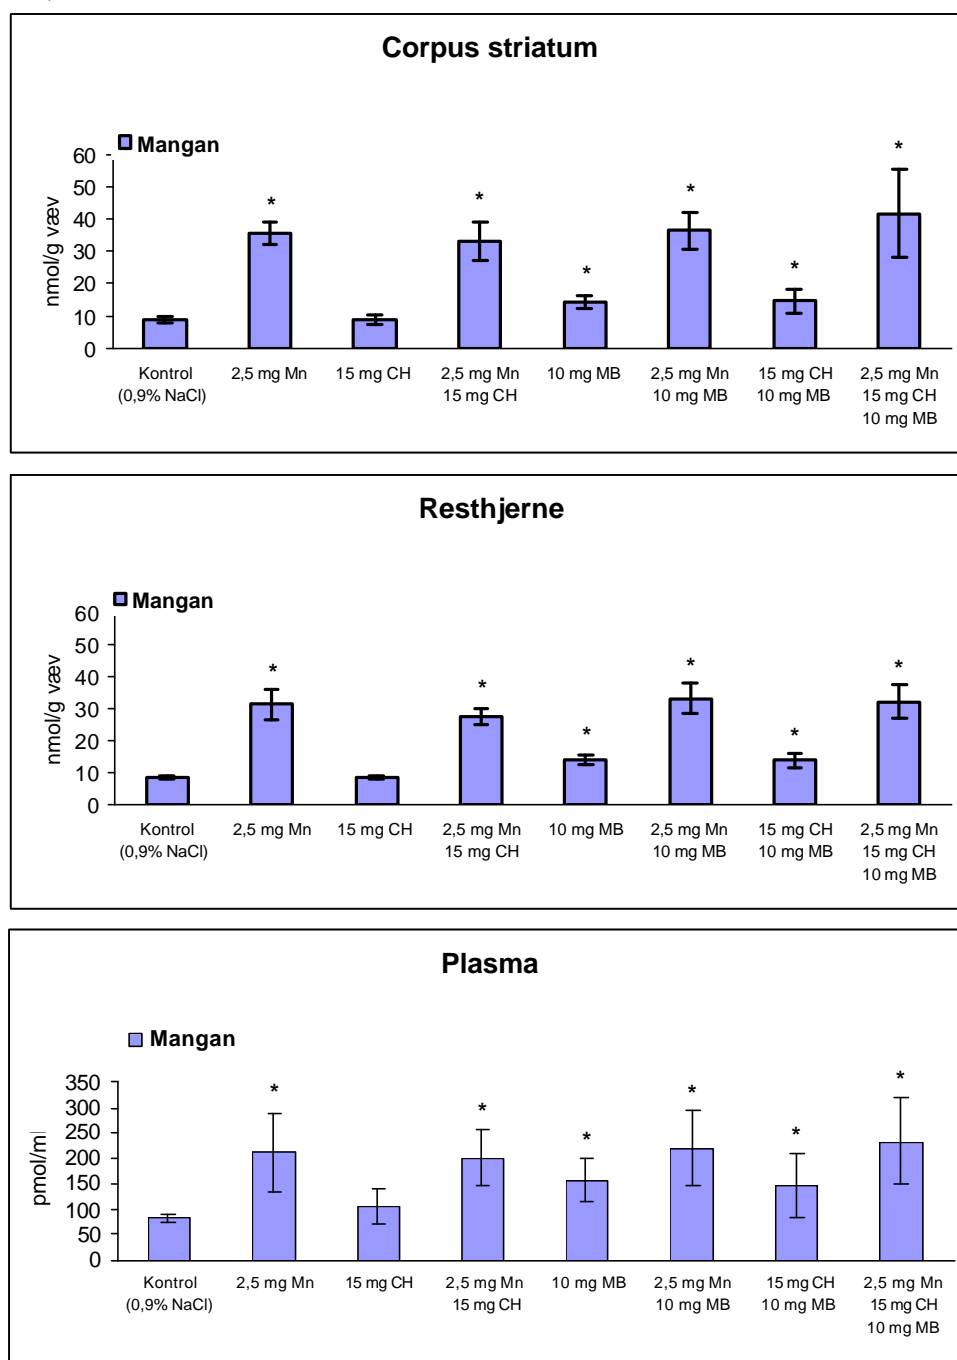 Corpus striatum
Mangan
60
50
40
30
20
10
0
nmol/g væv
*
*
*
*
*
*
Kontrol
(0,9% NaCl)
2,5 mg Mn
15 mg CH
2,5 mg Mn
15 mg CH
10 mg MB
2,5 mg Mn
10 mg MB
15 mg CH
10 mg MB
2,5 mg Mn
15 mg CH
10 mg MB
Resthjerne
Mangan
60
50
40
30
20
10
0
nmol/g væv
*
*
*
*
*
*
Kontrol
(0,9% NaCl)
2,5 mg Mn
15 mg CH
2,5 mg Mn
15 mg CH
10 mg MB
2,5 mg Mn
10 mg MB
15 mg CH
10 mg MB
2,5 mg Mn
15 mg CH
10 mg MB
Plasma
Mangan
350
300
250
200
150
100
50
0
pmol/ml
*
*
*
*
*
*
Kontrol
(0,9% NaCl)
2,5 mg Mn
15 mg CH
2,5 mg Mn
15 mg CH
10 mg MB
2,5 mg Mn
10 mg MB
15 mg CH
10 mg MB
2,5 mg Mn
15 mg CH
10 mg MB